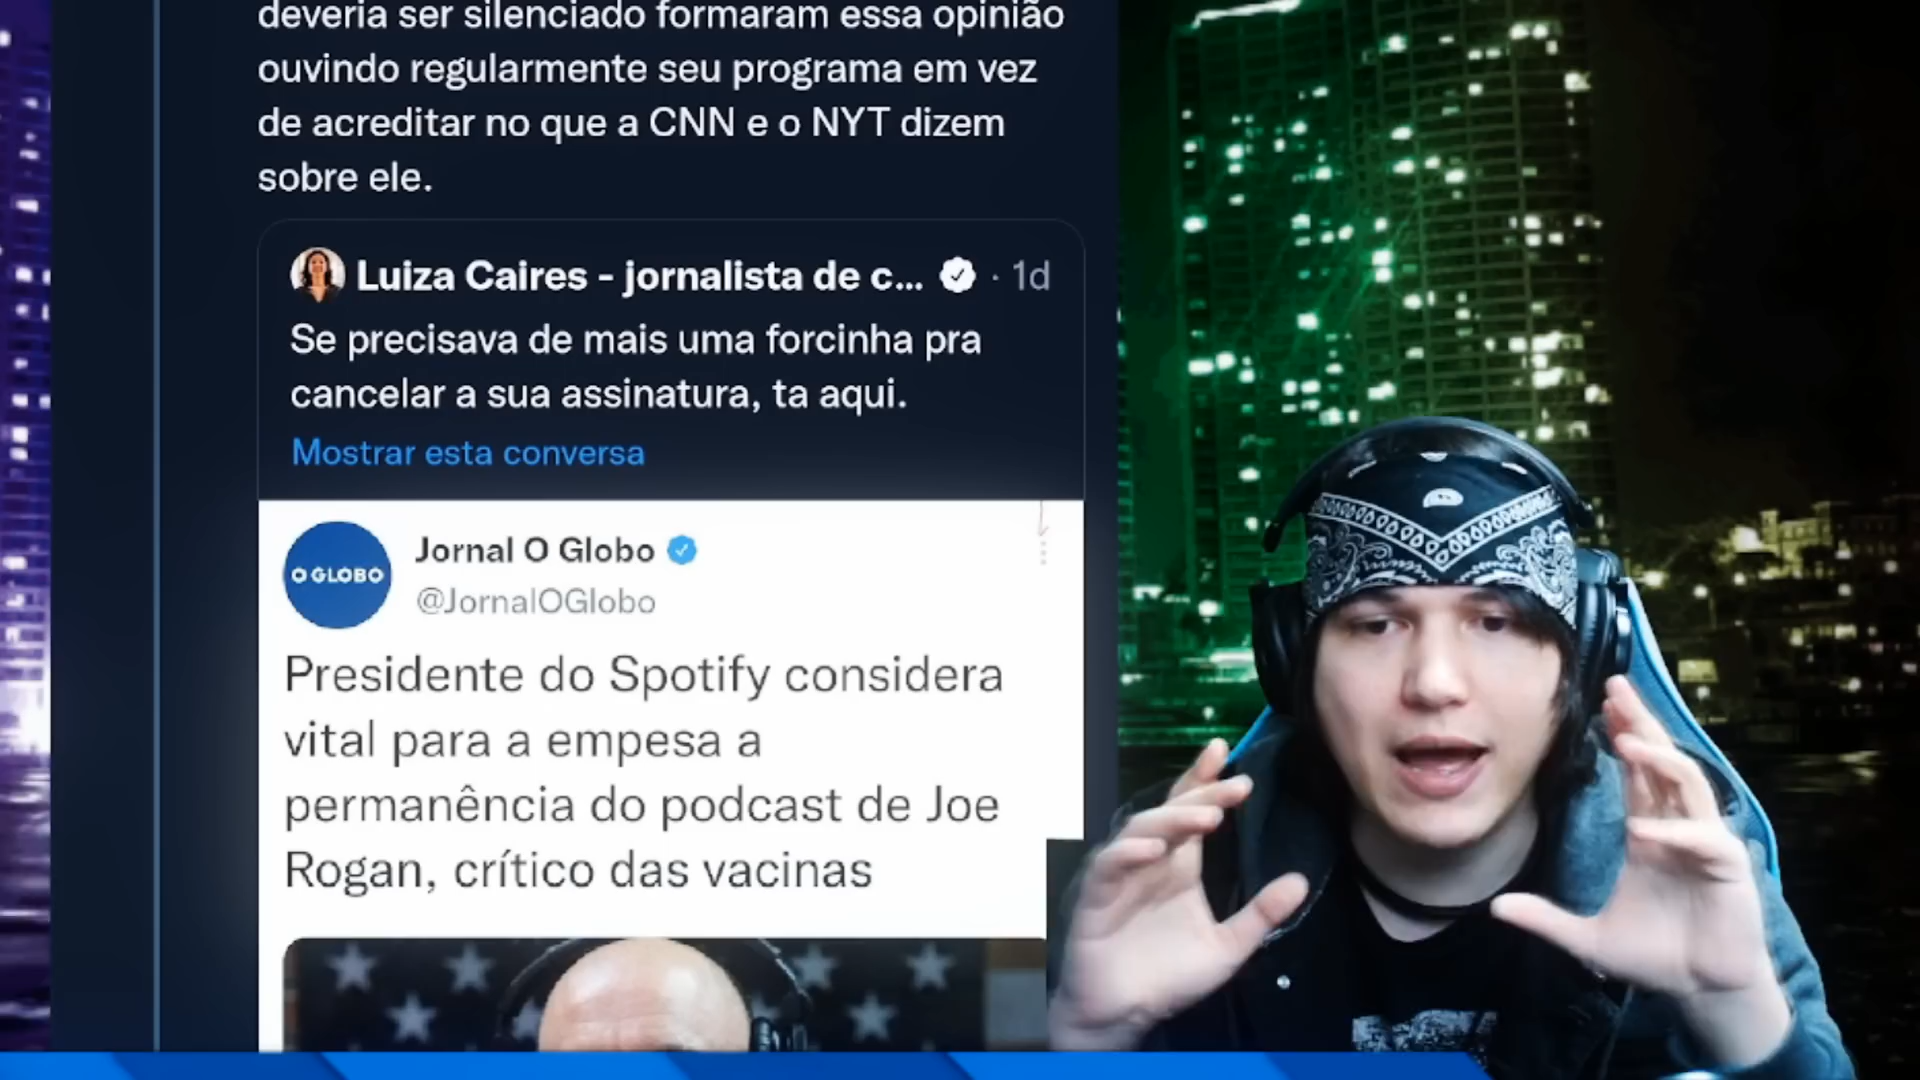 deveria ser silenciado formaram essa opinião
ouvindo regularmente seu programa em vez
de acreditar no que a CNN e o NYT dizem
sobre ele.
Luiza Caires - jornalista de c... · 1d
Se precisava de mais uma forcinha pra
cancelar a sua assinatura, ta aqui.
Mostrar esta conversa
O GLOBO
Jornal O Globo
@JornalOGlobo
Presidente do Spotify considera
vital para a empesa a
permanência do podcast de Joe
Rogan, crítico das vacinas